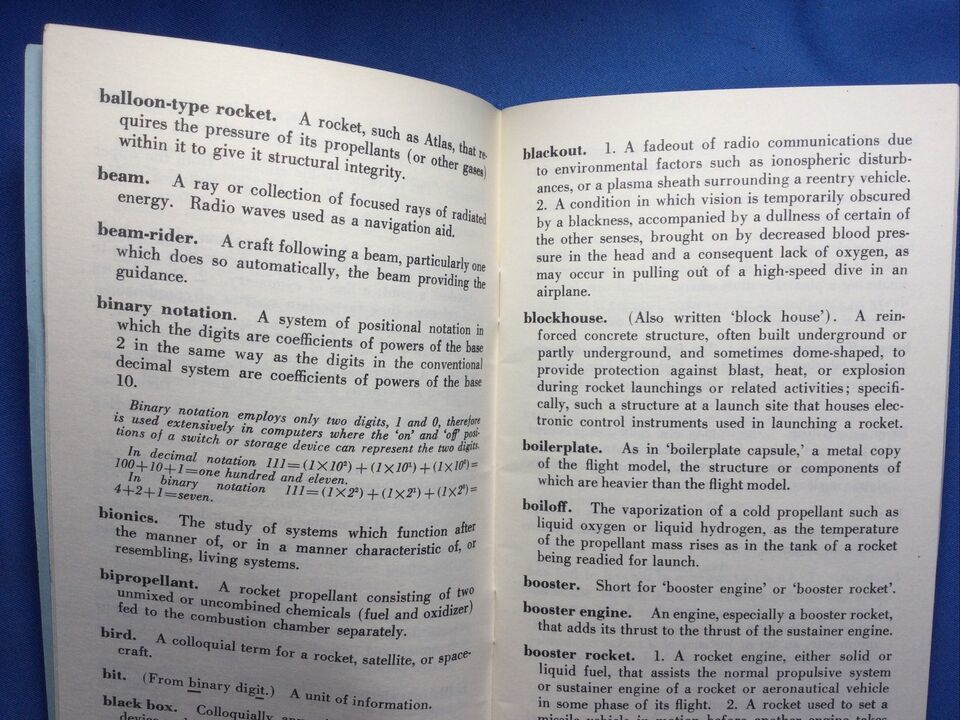 balloon-type rocket. A rocket, such as Atlas, that re-
quires the pressure of its propellants (or other gases)
within it to give it structural integrity.
beam. A ray or collection of focused rays of radiated
energy. Radio waves used as a navigation aid.
beam-rider. A craft following a beam, particularly one
which does so automatically, the beam providing the
guidance.
binary notation. A system of positional notation in
which the digits are coefficients of powers of the base
2 in the same way as the digits in the conventional
decimal system are coefficients of powers of the base
10.
Binary notation employs only two digits, 1 and 0, therefore
is used extensively in computers where the 'on' and 'off' posi-
tions of a switch or storage device can represent the two digits.
In decimal notation 111=(1×10²)+(1×10¹)+(1×10⁰)=
100+10+1=one hundred and eleven.
In binary notation 111=(1×2²)+(1×2¹)+(1×2⁰)=
4+2+1=seven.
bionics. The study of systems which function after
the manner of, or in a manner characteristic of, or
resembling, living systems.
bipropellant. A rocket propellant consisting of two
unmixed or uncombined chemicals (fuel and oxidizer)
fed to the combustion chamber separately.
bird. A colloquial term for a rocket, satellite, or space-
craft.
bit. (From binary digit.) A unit of information.
black box. Colloquially
blackout. 1. A fadeout of radio communications due
to environmental factors such as ionospheric disturb-
ances, or a plasma sheath surrounding a reentry vehicle.
2. A condition in which vision is temporarily obscured
by a blackness, accompanied by a dullness of certain of
the other senses, brought on by decreased blood pres-
sure in the head and a consequent lack of oxygen, as
may occur in pulling out of a high-speed dive in an
airplane.
blockhouse. (Also written 'block house'). A rein-
forced concrete structure, often built underground or
partly underground, and sometimes dome-shaped, to
provide protection against blast, heat, or explosion
during rocket launchings or related activities; specifi-
cally, such a structure at a launch site that houses elec-
tronic control instruments used in launching a rocket.
boilerplate. As in 'boilerplate capsule,' a metal copy
of the flight model, the structure or components of
which are heavier than the flight model.
boiloff. The vaporization of a cold propellant such as
liquid oxygen or liquid hydrogen, as the temperature
of the propellant mass rises as in the tank of a rocket
being readied for launch.
booster. Short for 'booster engine' or 'booster rocket'.
booster engine. An engine, especially a booster rocket,
that adds its thrust to the thrust of the sustainer engine.
booster rocket. 1. A rocket engine, either solid or
liquid fuel, that assists the normal propulsive system
or sustainer engine of a rocket or aeronautical vehicle
in some phase of its flight. 2. A rocket used to set a
missile vehicle in motion before another engine takes